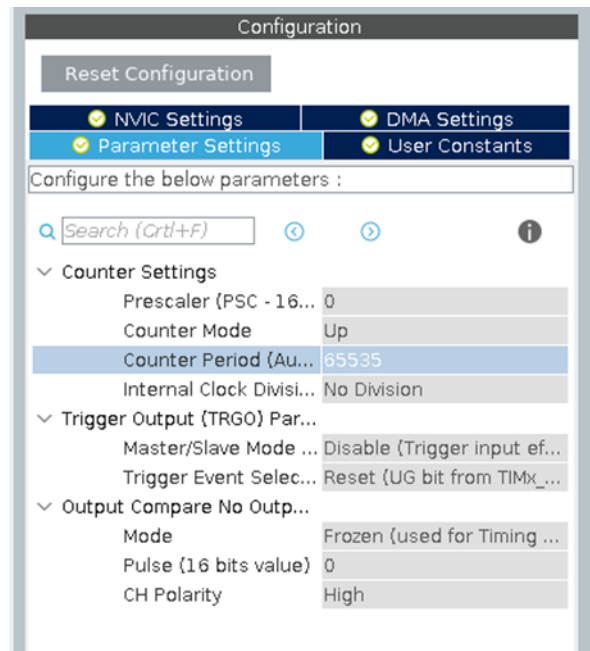 Configuration
Reset Configuration
NVIC Settings DMA Settings
Parameter Settings User Constants
Configure the below parameters :
Search (Crtl+F)
Counter Settings
Prescaler (PSC - 16... 0
Counter Mode Up
Counter Period (Au... 65535
Internal Clock Divisi... No Division
Trigger Output (TRGO) Par...
Master/Slave Mode ... Disable (Trigger input ef...
Trigger Event Selec... Reset (UG bit from TIMx_...
Output Compare No Outp...
Mode Frozen (used for Timing ...
Pulse (16 bits value) 0
CH Polarity High